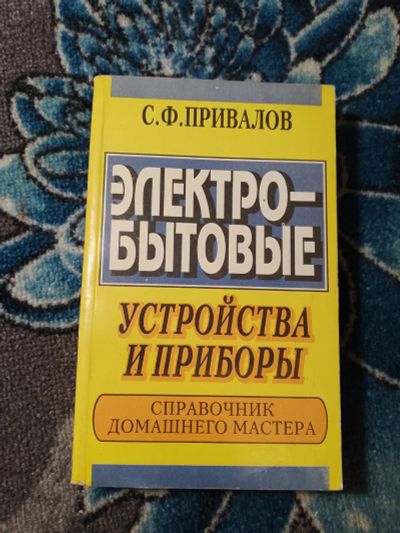 С.Ф.ПРИВАЛОВ
ЭЛЕКТРО-
БЫТОВЫЕ
УСТРОЙСТВА
И ПРИБОРЫ
СПРАВОЧНИК
ДОМАШНЕГО МАСТЕРА